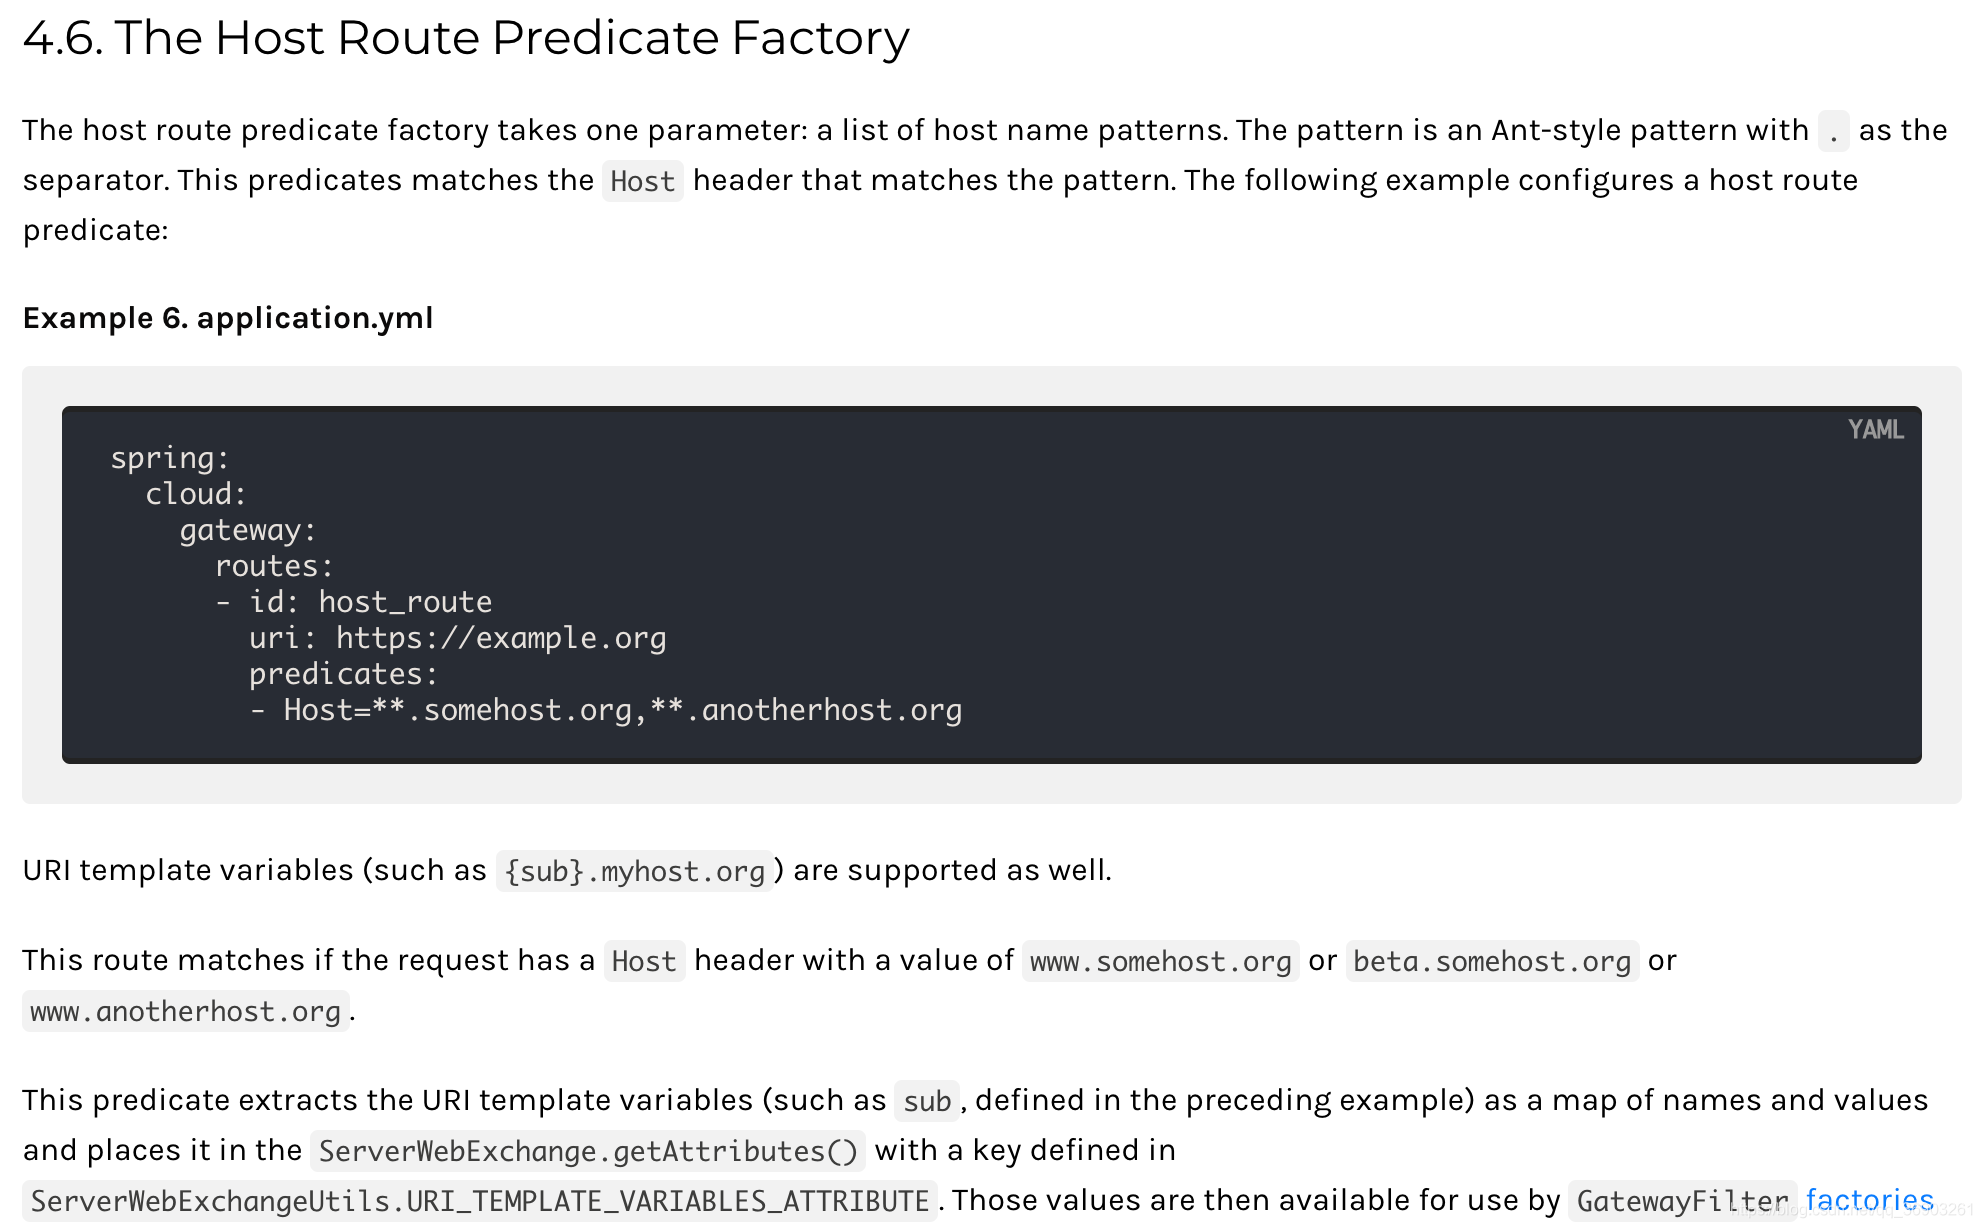 4.6. The Host Route Predicate Factory
The host route predicate factory takes one parameter: a list of host name patterns. The pattern is an Ant-style pattern with . as the
separator. This predicates matches the Host header that matches the pattern. The following example configures a host route
predicate:
Example 6. application.yml
YAML
spring:
  cloud:
    gateway:
      routes:
      - id: host_route
        uri: https://example.org
        predicates:
        - Host=**.somehost.org,**.anotherhost.org
URI template variables (such as {sub}.myhost.org) are supported as well.
This route matches if the request has a Host header with a value of www.somehost.org or beta.somehost.org or
www.anotherhost.org.
This predicate extracts the URI template variables (such as sub, defined in the preceding example) as a map of names and values
and places it in the ServerWebExchange.getAttributes() with a key defined in
ServerWebExchangeUtils.URI_TEMPLATE_VARIABLES_ATTRIBUTE. Those values are then available for use by GatewayFilter factories